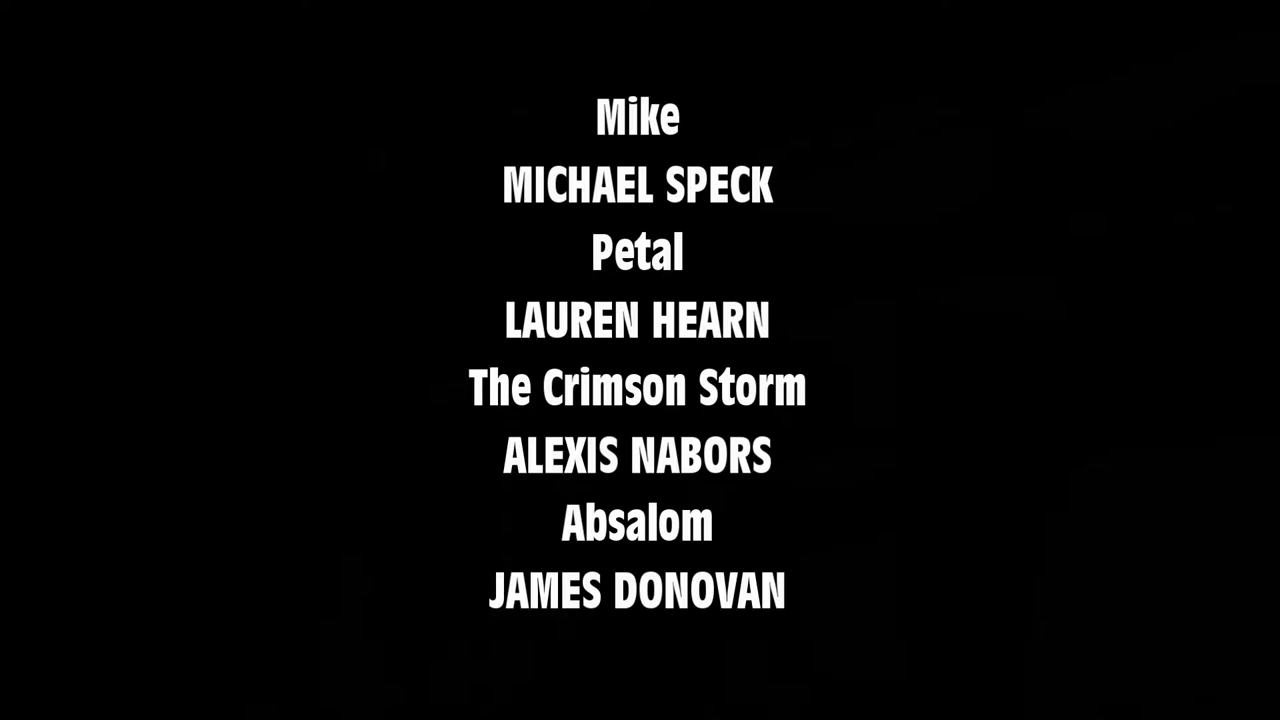 Mike
MICHAEL SPECK
Petal
LAUREN HEARN
The Crimson Storm
ALEXIS NABORS
Absalom
JAMES DONOVAN